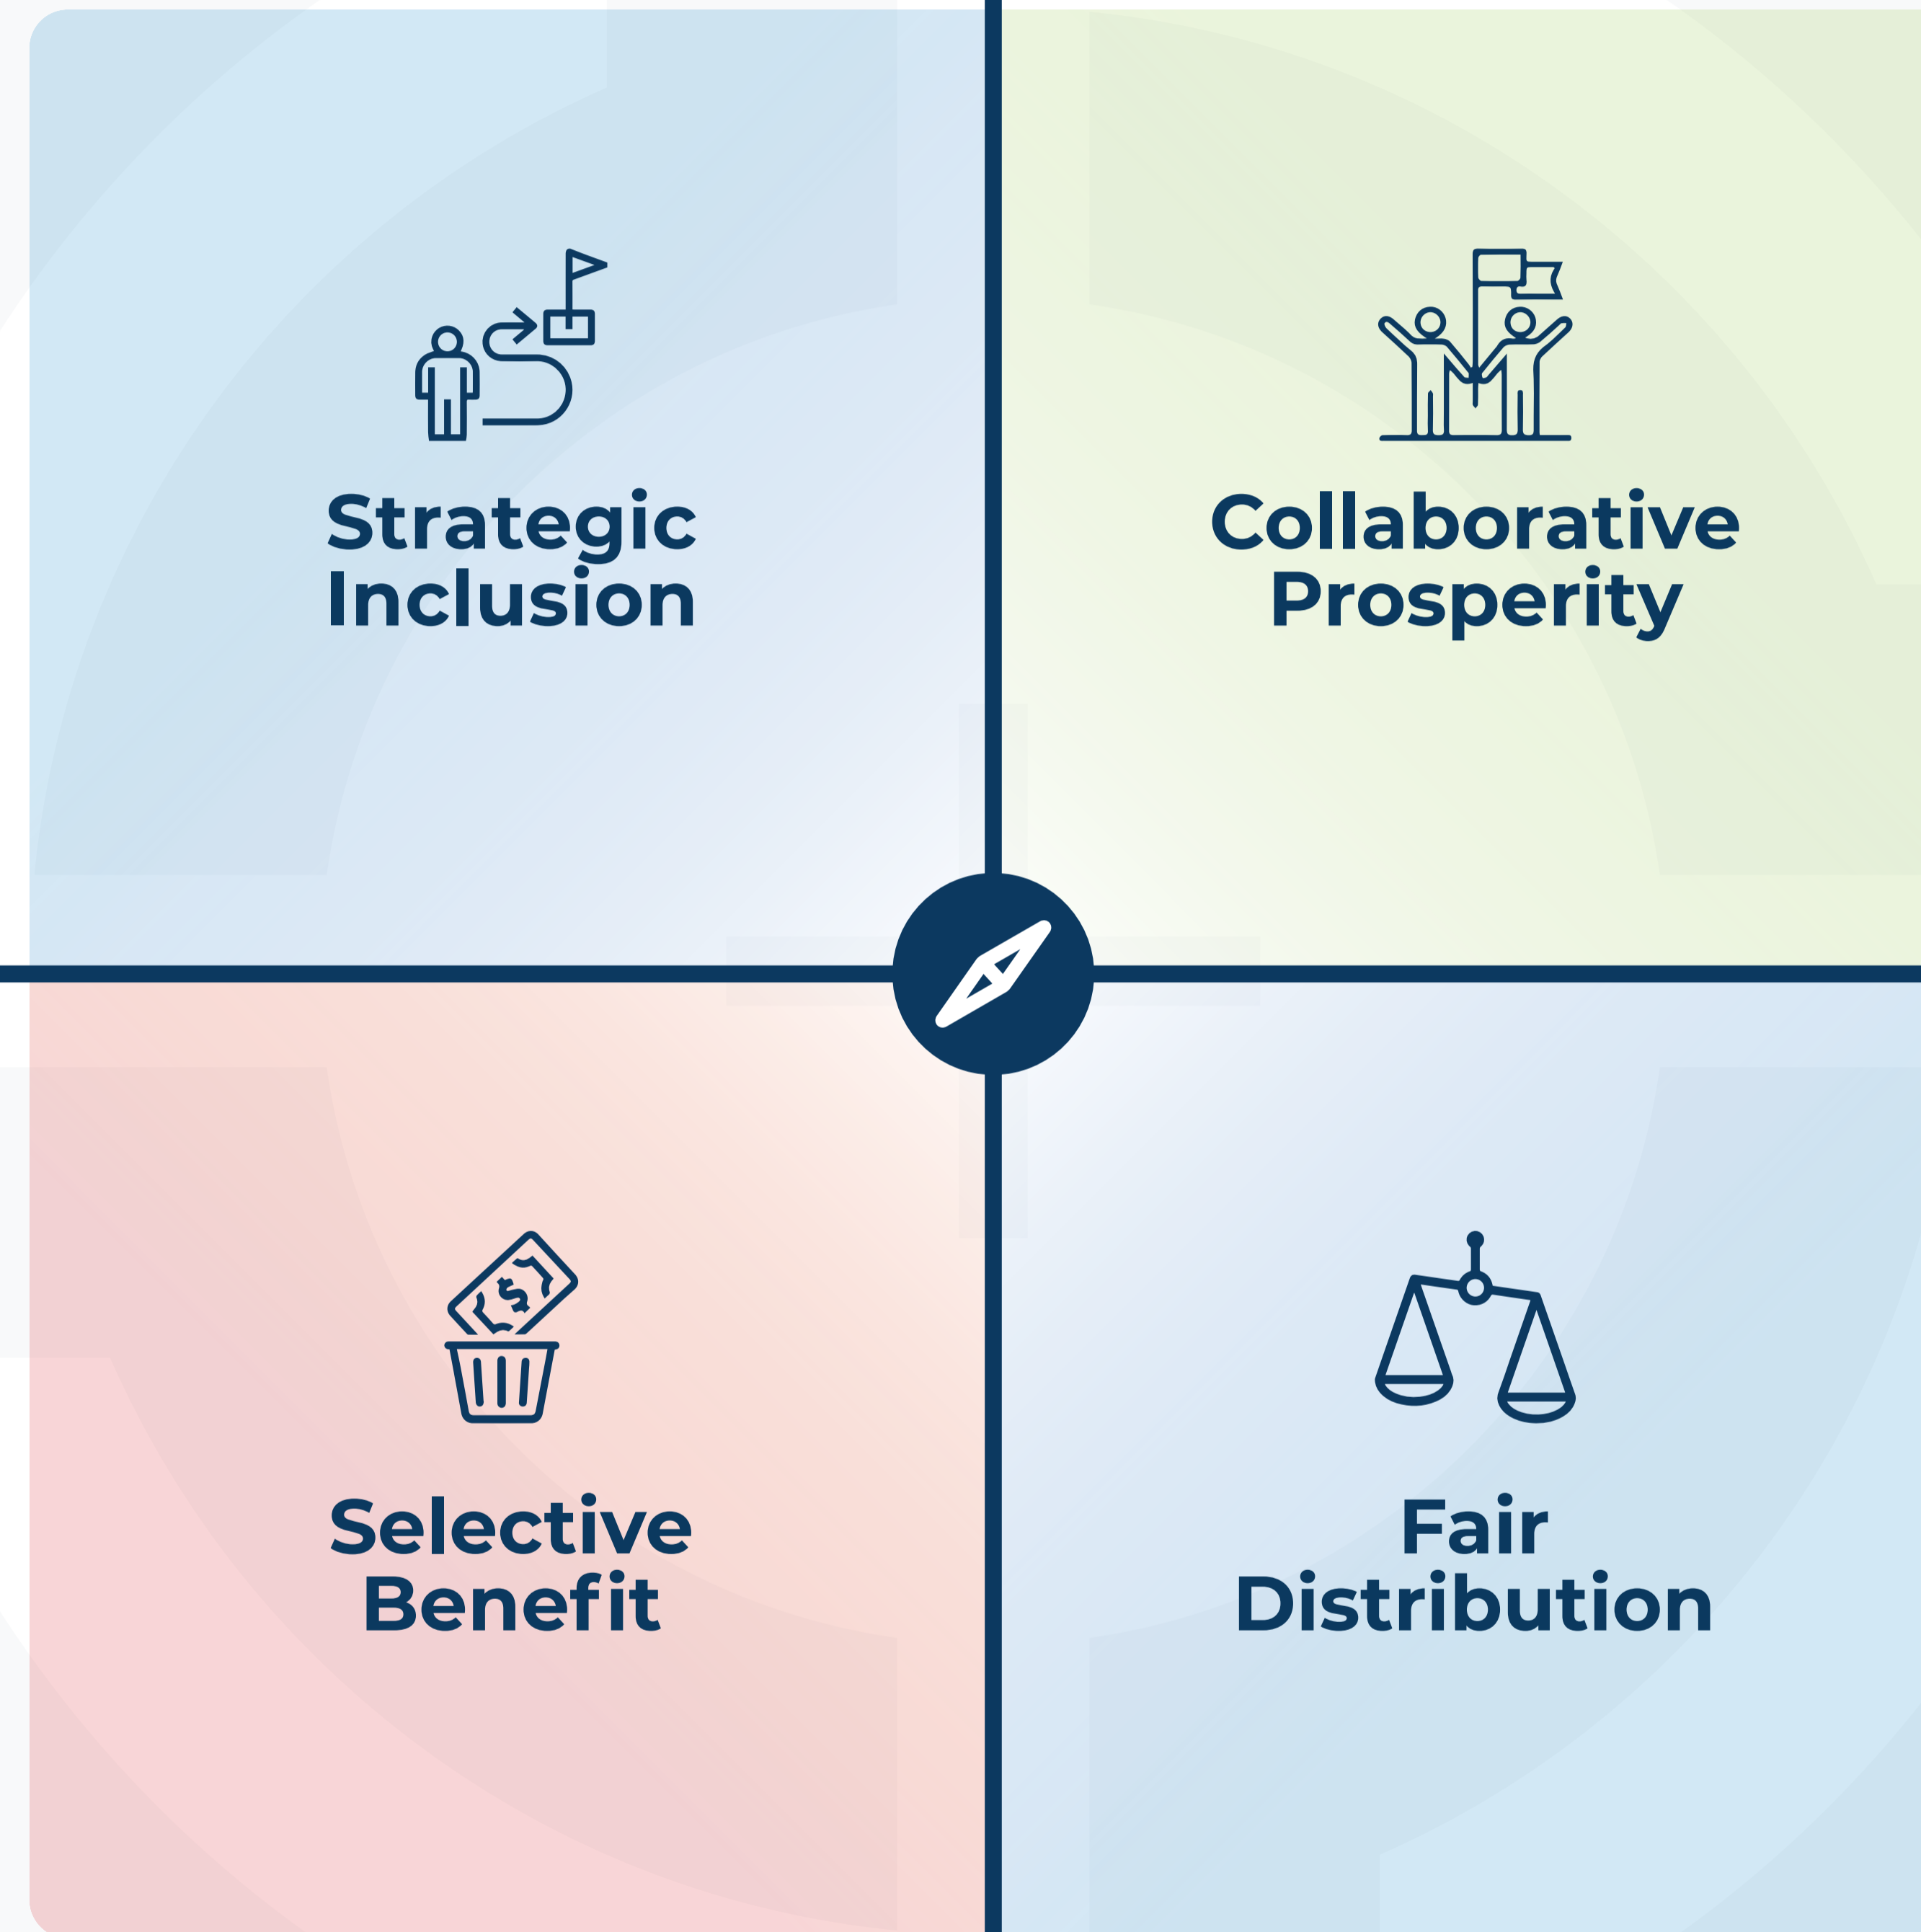 Strategic
Inclusion
Collaborative
Prosperity
$
Selective
Benefit
Fair
Distribution